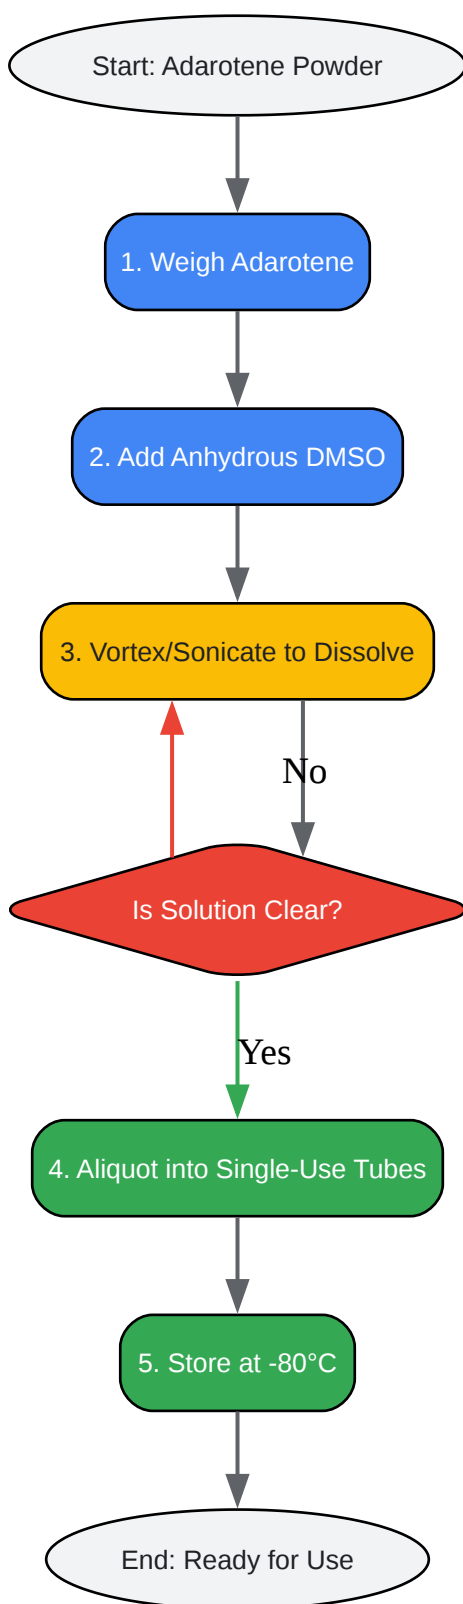 Start: Adarotene Powder
1. Weigh Adarotene
2. Add Anhydrous DMSO
3. Vortex/Sonicate to Dissolve
No
Is Solution Clear?
Yes
4. Aliquot into Single-Use Tubes
5. Store at -80°C
End: Ready for Use